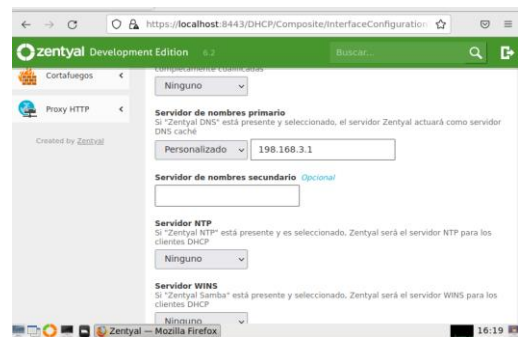 https://localhost:8443/DHCP/Composite/InterfaceConfiguration
zentyal Development Edition 6.2
Buscar...
Cortafuegos
Proxy HTTP
Created by Zentyal
completamente cualificadas
Ninguno
Servidor de nombres primario
Si "Zentyal DNS" está presente y seleccionado, el servidor Zentyal actuará como servidor
DNS caché
Personalizado
198.168.3.1
Servidor de nombres secundario Opcional
Servidor NTP
Si "Zentyal NTP" está presente y es seleccionado, Zentyal será el servidor NTP para los
clientes DHCP
Ninguno
Servidor WINS
Si "Zentyal Samba" está presente y seleccionado, Zentyal será el servidor WINS para los
clientes DHCP
Ninguno
Zentyal — Mozilla Firefox
16:19